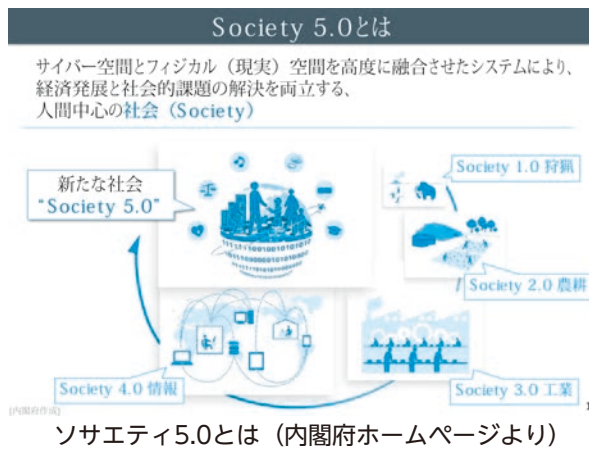 Society 5.0とは
サイバー空間とフィジカル（現実）空間を高度に融合させたシステムにより、
経済発展と社会的課題の解決を両立する、
人間中心の社会（Society）
新たな社会
“Society 5.0”
Society 1.0 狩猟
Society 2.0 農耕
Society 3.0 工業
Society 4.0 情報
[内閣府作成]
1
ソサエティ5.0とは（内閣府ホームページより）